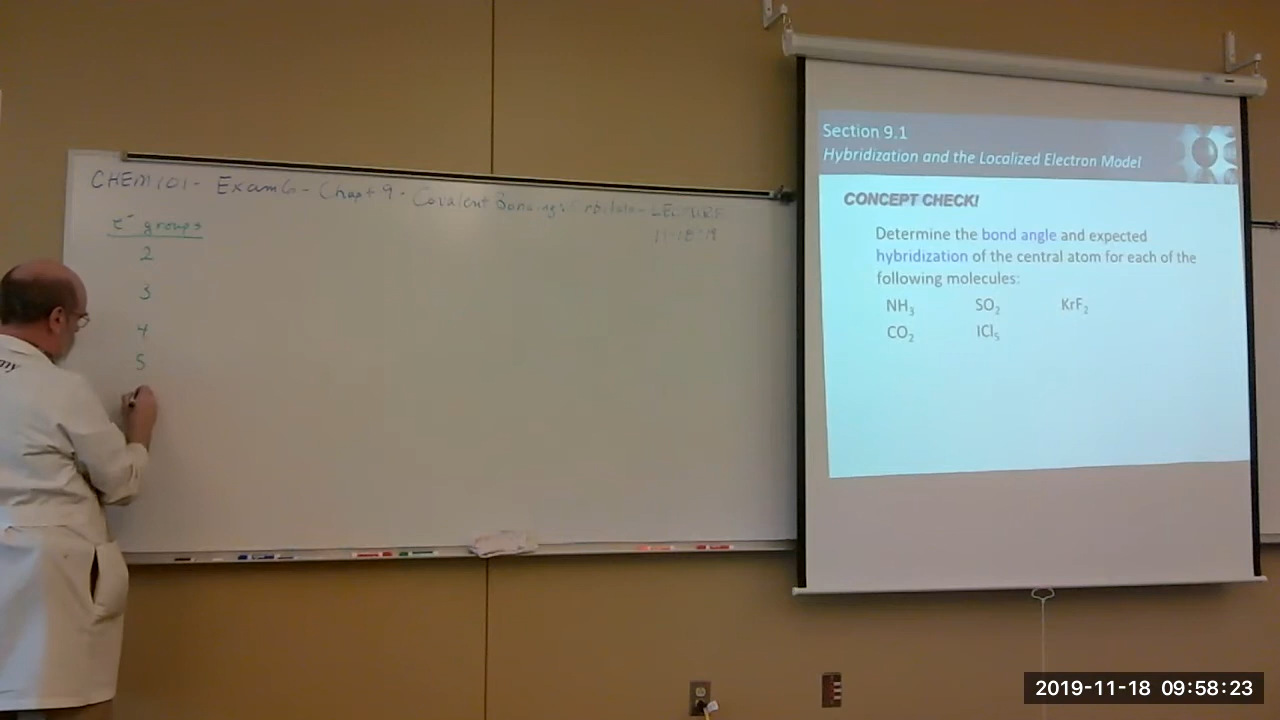 CHEM 101 - Exam 6 - Chapt 9 - Covalent Bonding: Orbitals - LECTURE
11-18-19
e⁻ groups
2
3
4
5
Section 9.1
Hybridization and the Localized Electron Model
CONCEPT CHECK!
Determine the bond angle and expected
hybridization of the central atom for each of the
following molecules:
NH₃ SO₂ KrF₂
CO₂ ICl₅
2019-11-18 09:58:23